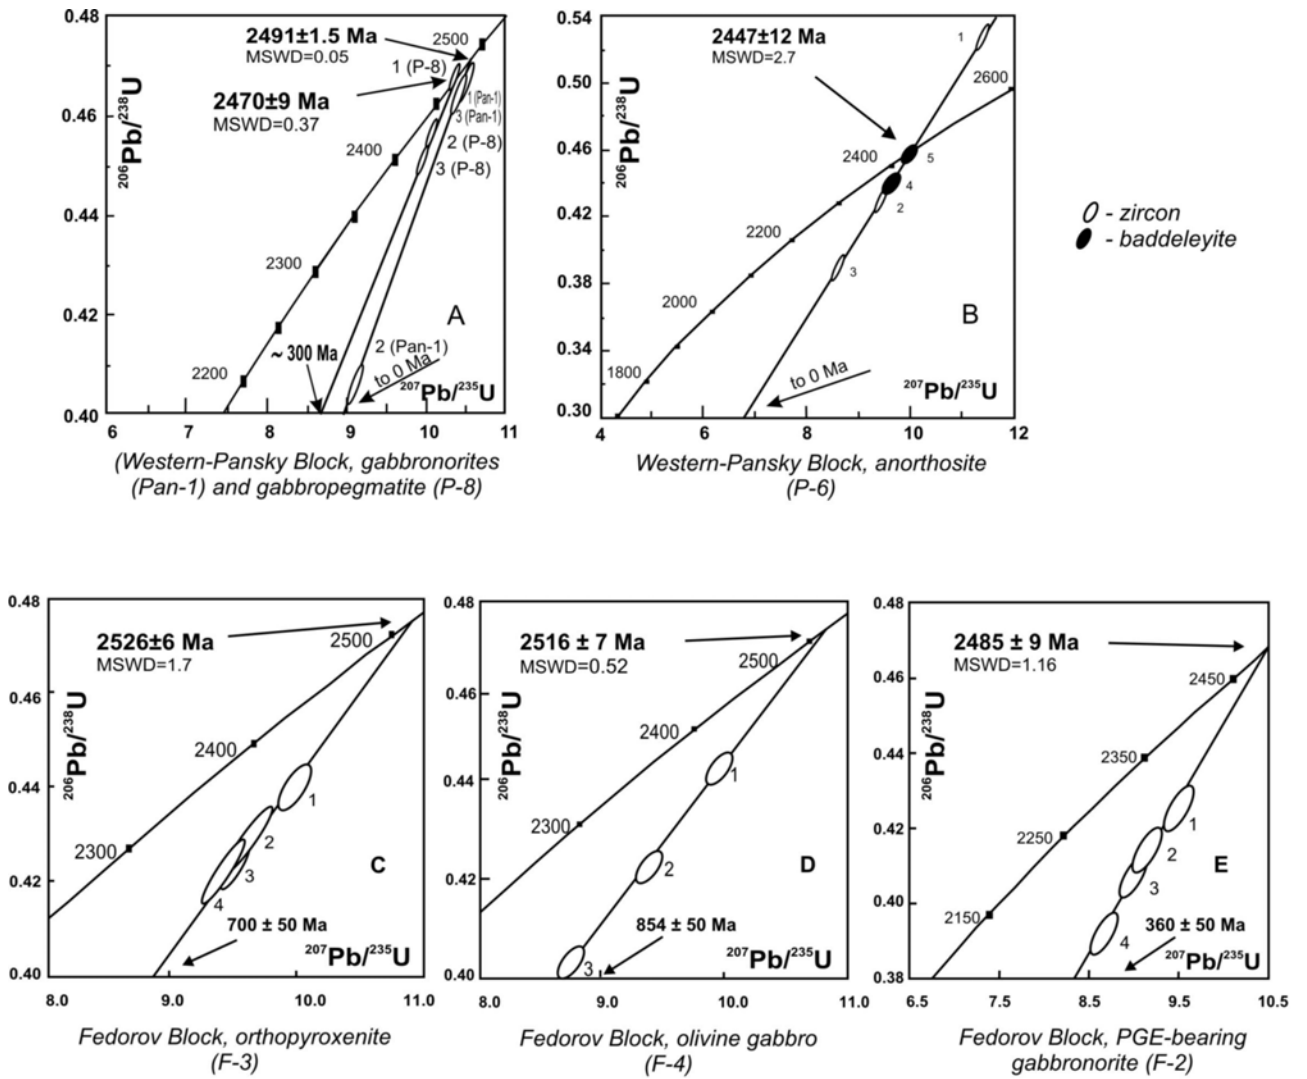 0.48
0.46
0.44
0.42
0.40
6
7
8
9
10
11
²⁰⁶Pb/²³⁸U
2491±1.5 Ma
MSWD=0.05
2500
1 (P-8)
2470±9 Ma
MSWD=0.37
1 (Pan-1)
3 (Pan-1)
2 (P-8)
3 (P-8)
2400
2300
2200
A
~ 300 Ma
2 (Pan-1)
to 0 Ma
²⁰⁷Pb/²³⁵U
(Western-Pansky Block, gabbronorites
(Pan-1) and gabbropegmatite (P-8)
0.54
0.50
0.46
0.42
0.38
0.34
0.30
4
6
8
10
12
²⁰⁶Pb/²³⁸U
2447±12 Ma
MSWD=2.7
1
2600
2400
5
4
2
2200
3
2000
1800
B
to 0 Ma
²⁰⁷Pb/²³⁵U
Western-Pansky Block, anorthosite
(P-6)
- zircon
- baddeleyite
0.48
0.46
0.44
0.42
0.40
8.0
9.0
10.0
11.0
²⁰⁶Pb/²³⁸U
2526±6 Ma
MSWD=1.7
2500
2400
2300
1
2
3
4
C
700 ± 50 Ma
²⁰⁷Pb/²³⁵U
Fedorov Block, orthopyroxenite
(F-3)
0.48
0.46
0.44
0.42
0.40
8.0
9.0
10.0
11.0
²⁰⁶Pb/²³⁸U
2516 ± 7 Ma
MSWD=0.52
2500
2400
2300
1
2
3
D
854 ± 50 Ma
²⁰⁷Pb/²³⁵U
Fedorov Block, olivine gabbro
(F-4)
0.48
0.46
0.44
0.42
0.40
0.38
6.5
7.5
8.5
9.5
10.5
²⁰⁶Pb/²³⁸U
2485 ± 9 Ma
MSWD=1.16
2450
2350
2250
2150
1
2
3
4
E
360 ± 50 Ma
²⁰⁷Pb/²³⁵U
Fedorov Block, PGE-bearing
gabbronorite (F-2)